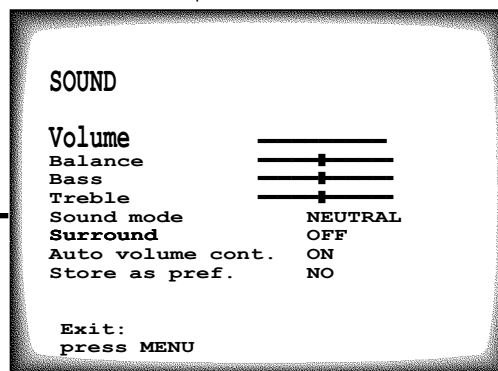 SOUND
Volume
Balance
Bass
Treble
Sound mode NEUTRAL
Surround OFF
Auto volume cont. ON
Store as pref. NO
Exit:
press MENU